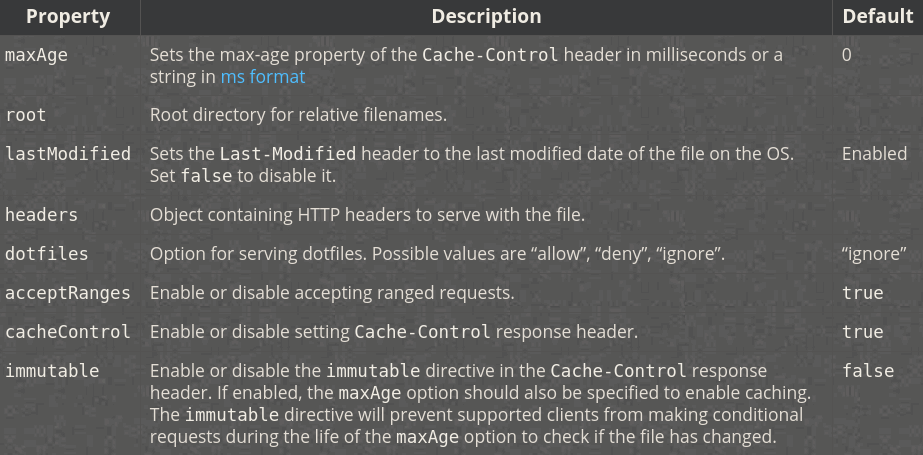 Property Description Default
maxAge Sets the max-age property of the Cache-Control header in milliseconds or a 0
string in ms format
root Root directory for relative filenames.
lastModified Sets the Last-Modified header to the last modified date of the file on the OS. Enabled
Set false to disable it.
headers Object containing HTTP headers to serve with the file.
dotfiles Option for serving dotfiles. Possible values are “allow”, “deny”, “ignore”. “ignore”
acceptRanges Enable or disable accepting ranged requests. true
cacheControl Enable or disable setting Cache-Control response header. true
immutable Enable or disable the immutable directive in the Cache-Control response false
header. If enabled, the maxAge option should also be specified to enable caching.
The immutable directive will prevent supported clients from making conditional
requests during the life of the maxAge option to check if the file has changed.